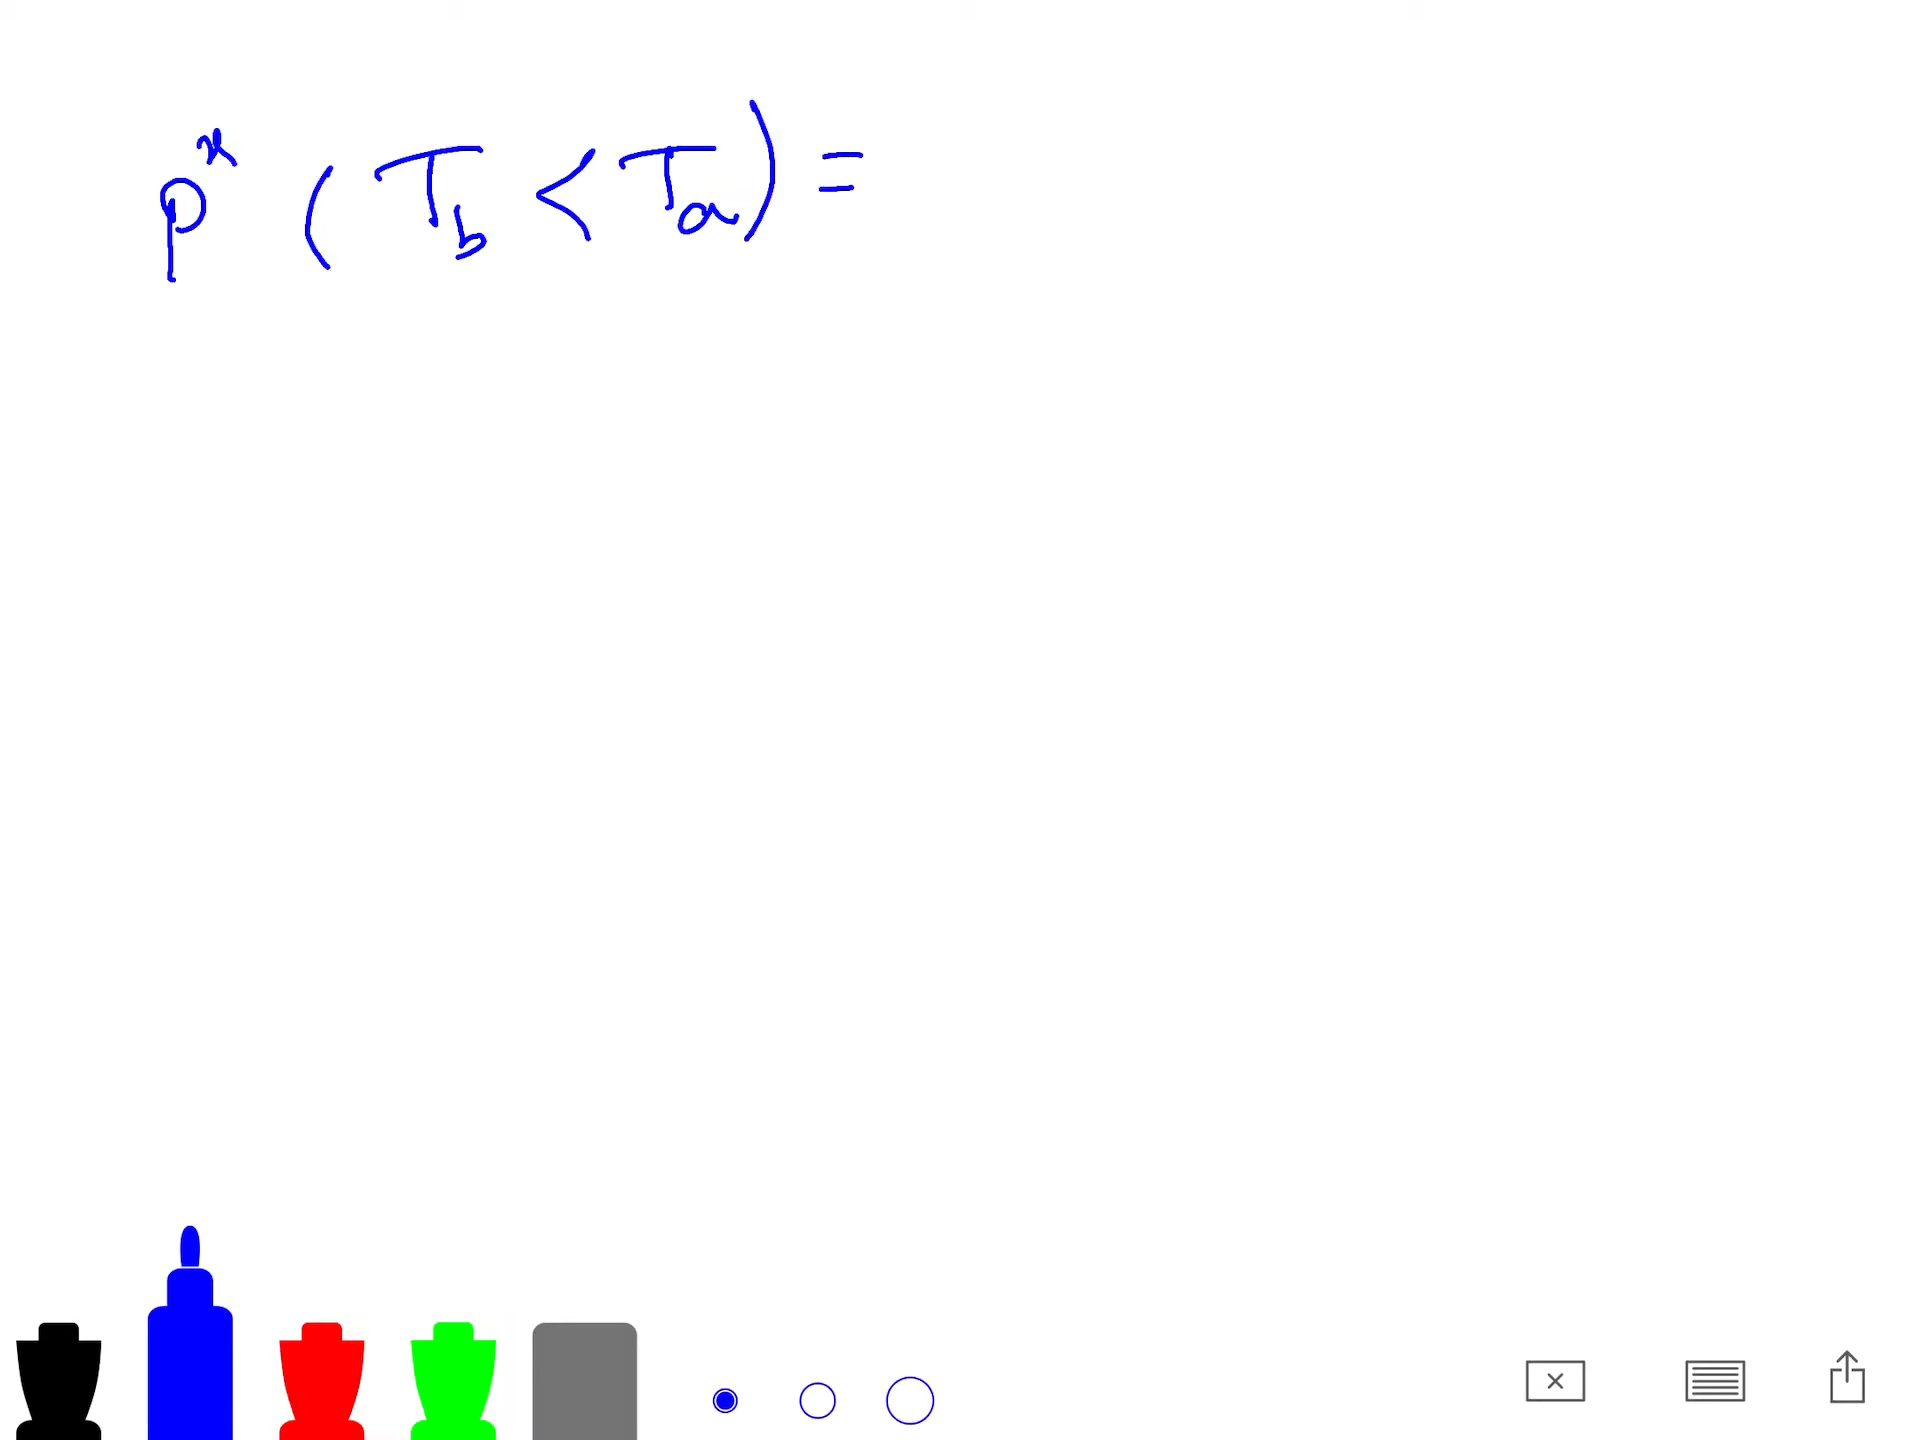 P^x ( T_b < T_a ) =